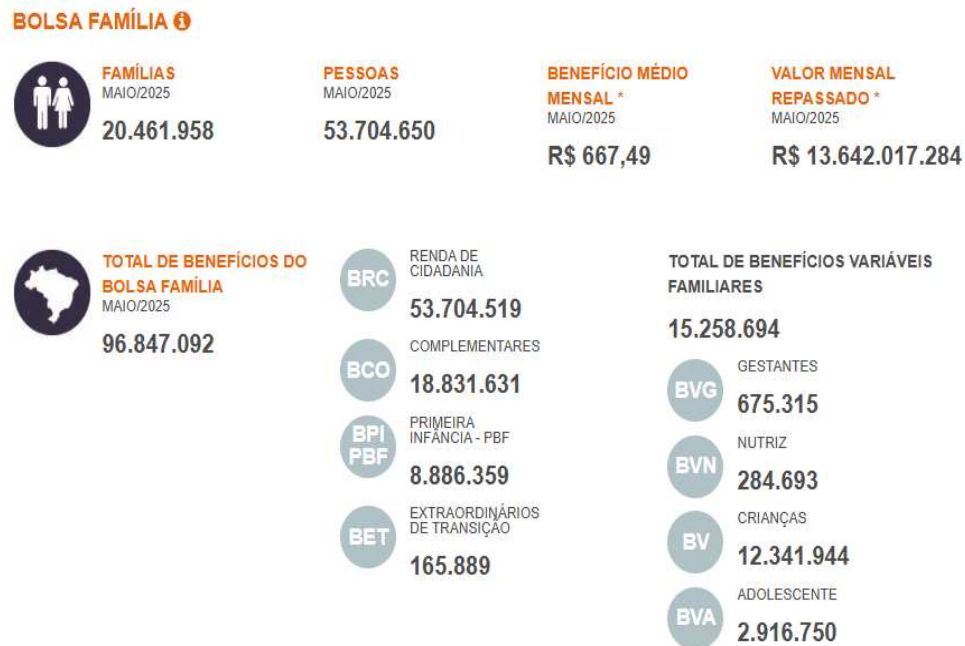 BOLSA FAMÍLIA
FAMÍLIAS
MAIO/2025
20.461.958
PESSOAS
MAIO/2025
53.704.650
BENEFÍCIO MÉDIO
MENSAL *
MAIO/2025
R$ 667,49
VALOR MENSAL
REPASSADO *
MAIO/2025
R$ 13.642.017.284
TOTAL DE BENEFÍCIOS DO
BOLSA FAMÍLIA
MAIO/2025
96.847.092
BRC
RENDA DE
CIDADANIA
53.704.519
BCO
COMPLEMENTARES
18.831.631
BPI
PBF
PRIMEIRA
INFÂNCIA - PBF
8.886.359
BET
EXTRAORDINÁRIOS
DE TRANSIÇÃO
165.889
TOTAL DE BENEFÍCIOS VARIÁVEIS
FAMILIARES
15.258.694
BVG
GESTANTES
675.315
BVN
NUTRIZ
284.693
BV
CRIANÇAS
12.341.944
BVA
ADOLESCENTE
2.916.750